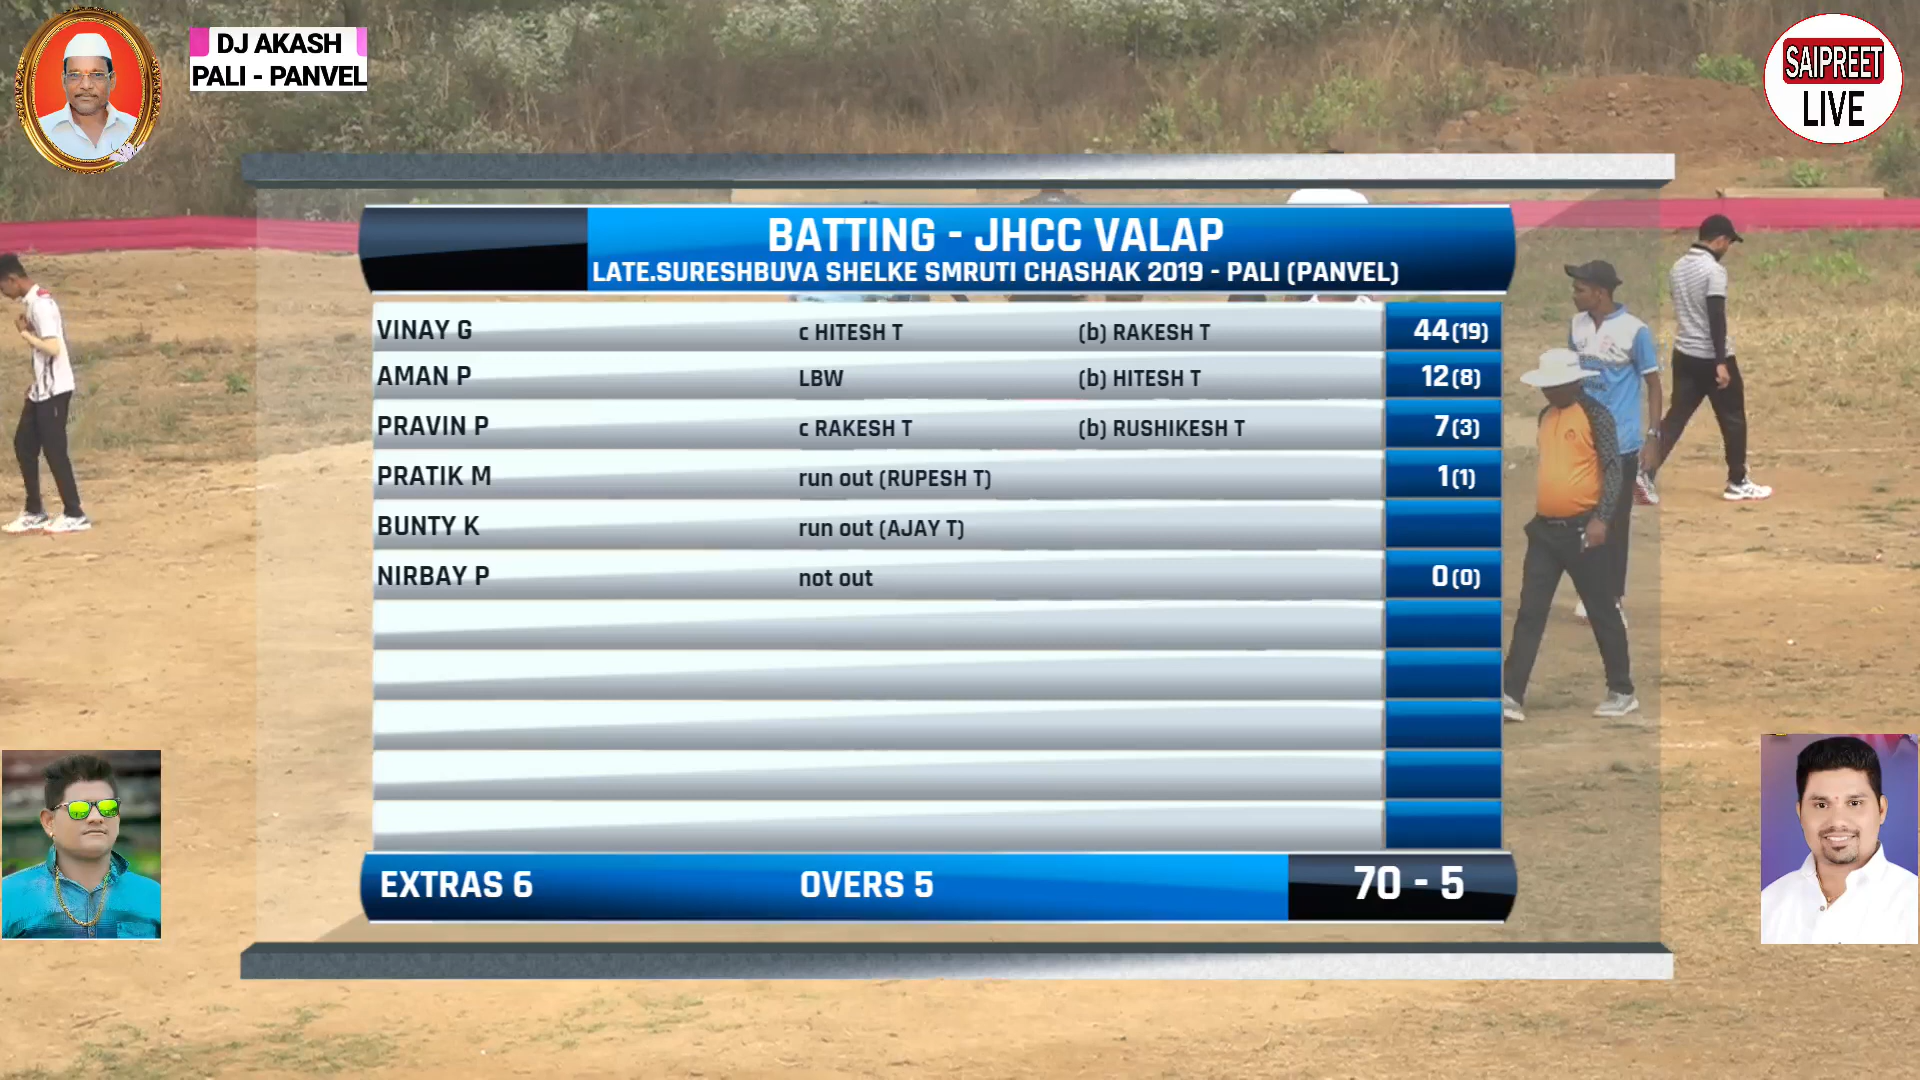 DJ AKASH
PALI - PANVEL
SAIPREET
LIVE
BATTING - JHCC VALAP
LATE.SURESHBUVA SHELKE SMRUTI CHASHAK 2019 - PALI (PANVEL)
VINAY G c HITESH T (b) RAKESH T 44(19)
AMAN P LBW (b) HITESH T 12(8)
PRAVIN P c RAKESH T (b) RUSHIKESH T 7(3)
PRATIK M run out (RUPESH T) 1(1)
BUNTY K run out (AJAY T)
NIRBAY P not out 0(0)
EXTRAS 6 OVERS 5 70 - 5